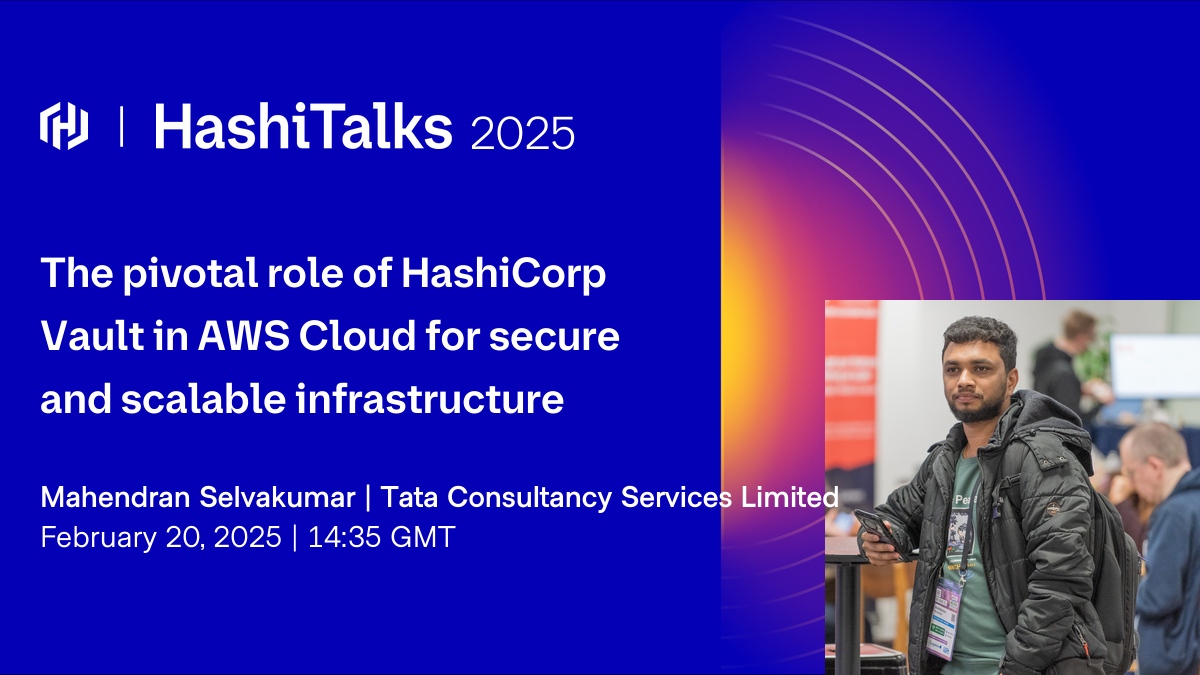 HashiTalks 2025
The pivotal role of HashiCorp
Vault in AWS Cloud for secure
and scalable infrastructure
Mahendran Selvakumar | Tata Consultancy Services Limited
February 20, 2025 | 14:35 GMT